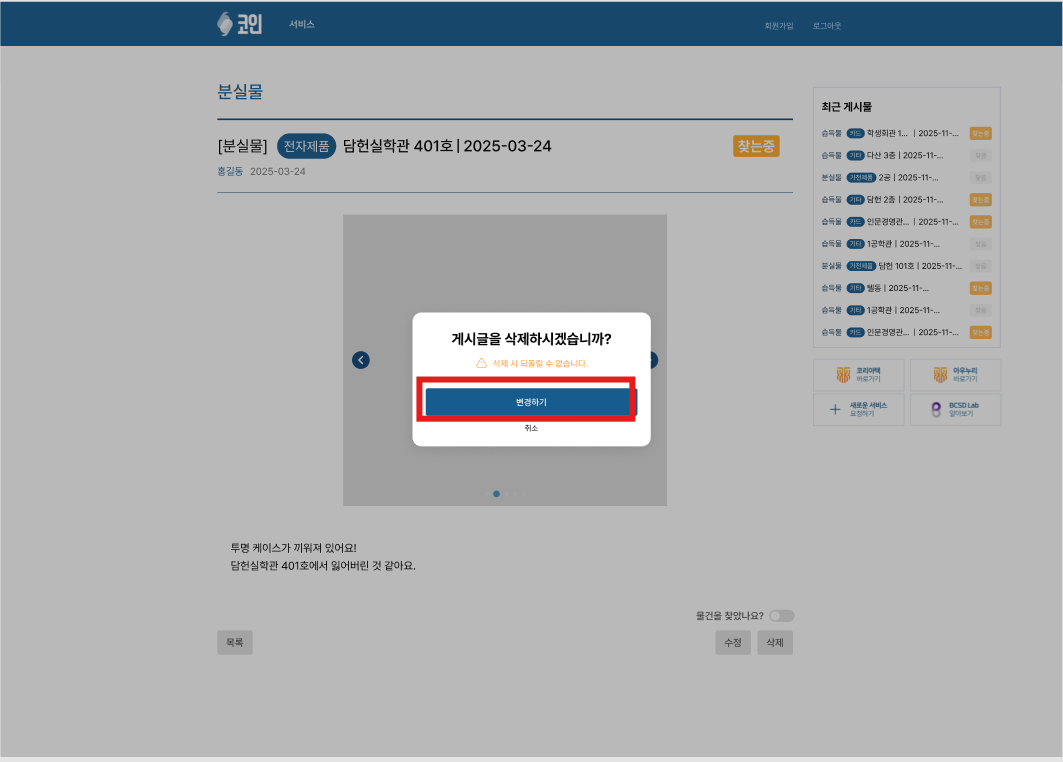 코인
서비스
회원가입
로그아웃
분실물
[분실물] 전자제품 담헌실학관 401호 | 2025-03-24
찾는중
홍길동 2025-03-24
게시글을 삭제하시겠습니까?
삭제 시 되돌릴 수 없습니다.
변경하기
취소
투명 케이스가 끼워져 있어요!
담헌실학관 401호에서 잃어버린 것 같아요.
물건을 찾았나요?
목록
수정
삭제
최근 게시물
습득물 카드 학생회관 1... | 2025-11-... 찾는중
습득물 기타 다산 3층 | 2025-11-...
분실물 가전제품 2공 | 2025-11-...
습득물 기타 담헌 2층 | 2025-11-... 찾는중
습득물 카드 인문경영관... | 2025-11-... 찾는중
습득물 기타 1공학관 | 2025-11-...
분실물 가전제품 담헌 101호 | 2025-11-...
습득물 기타 별동 | 2025-11-... 찾는중
습득물 기타 1공학관 | 2025-11-...
습득물 카드 인문경영관... | 2025-11-... 찾는중
코리아텍
바로가기
아우누리
바로가기
새로운 서비스
요청하기
BCSD Lab
알아보기